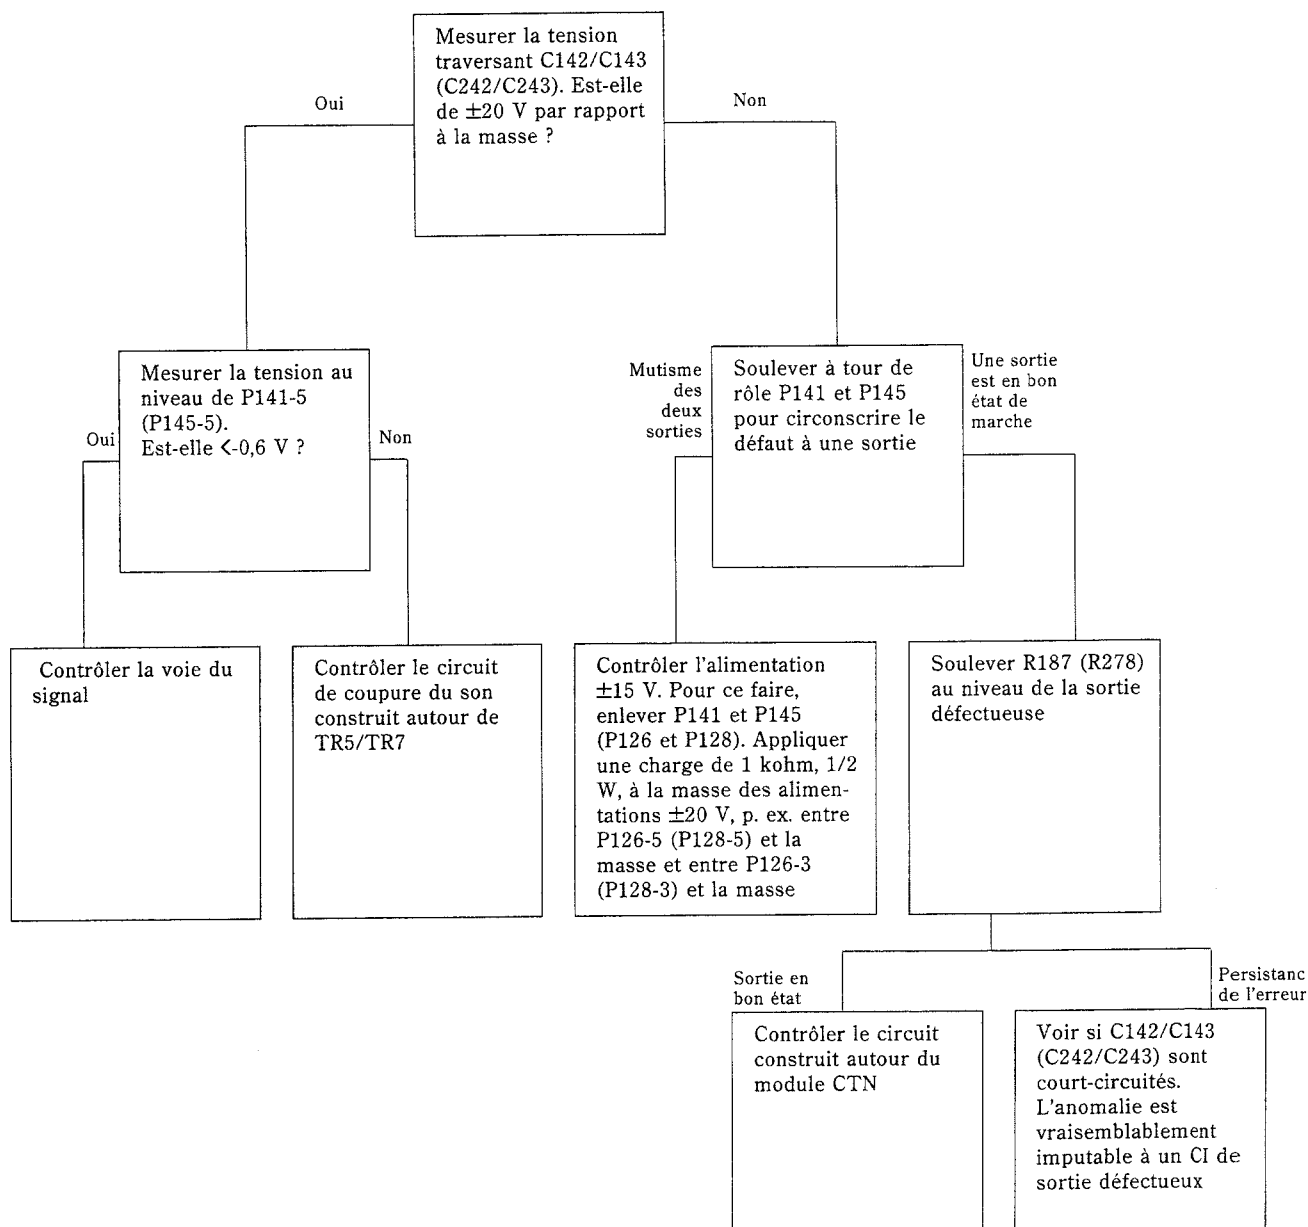 Mesurer la tension
traversant C142/C143
(C242/C243). Est-elle
de ±20 V par rapport
à la masse ?
Oui
Non
Mesurer la tension au
niveau de P141-5
(P145-5).
Est-elle <-0,6 V ?
Oui
Non
Mutisme
des
deux
sorties
Soulever à tour de
rôle P141 et P145
pour circonscrire le
défaut à une sortie
Une sortie
est en bon
état de
marche
Contrôler la voie du
signal
Contrôler le circuit
de coupure du son
construit autour de
TR5/TR7
Contrôler l'alimentation
±15 V. Pour ce faire,
enlever P141 et P145
(P126 et P128). Appliquer
une charge de 1 kohm, 1/2
W, à la masse des alimen-
tations ±20 V, p. ex. entre
P126-5 (P128-5) et la
masse et entre P126-3
(P128-3) et la masse
Soulever R187 (R278)
au niveau de la sortie
défectueuse
Sortie en
bon état
Persistanc
de l'erreur
Contrôler le circuit
construit autour du
module CTN
Voir si C142/C143
(C242/C243) sont
court-circuités.
L'anomalie est
vraisemblablement
imputable à un CI de
sortie défectueux